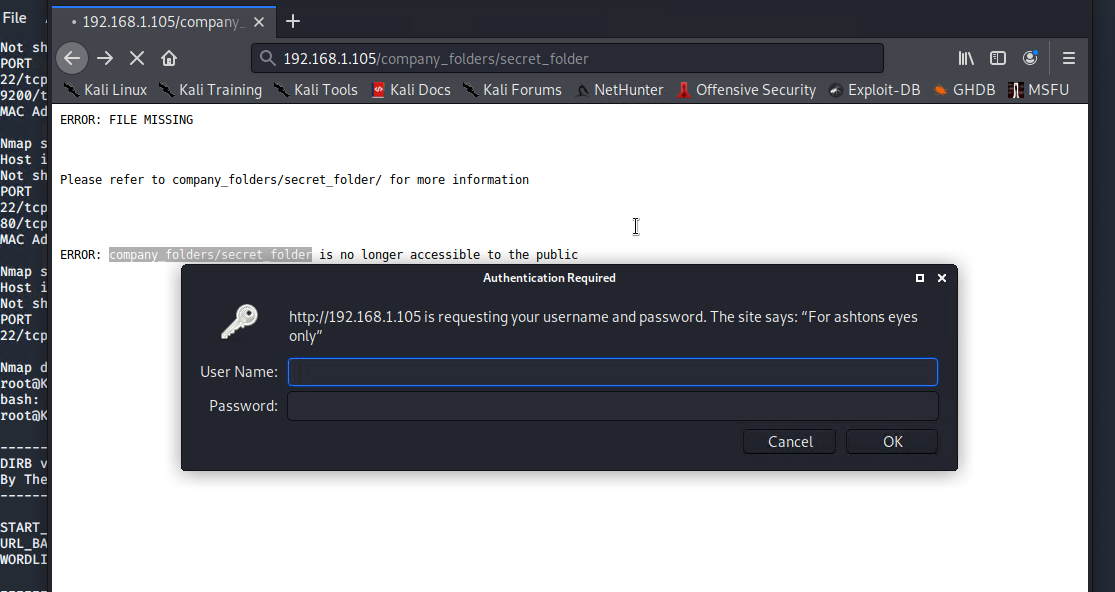 File
192.168.1.105/company_
192.168.1.105/company_folders/secret_folder
Kali Linux Kali Training Kali Tools Kali Docs Kali Forums NetHunter Offensive Security Exploit-DB GHDB MSFU
Not sh
PORT
22/tcp
9200/t
MAC Ad
Nmap s
Host i
Not sh
PORT
22/tcp
80/tcp
MAC Ad
Nmap s
Host i
Not sh
PORT
22/tcp
Nmap d
root@K
bash:
root@K
------
DIRB v
By The
------
START_
URL_BA
WORDLI
------
ERROR: FILE MISSING
Please refer to company_folders/secret_folder/ for more information
ERROR: company_folders/secret_folder is no longer accessible to the public
Authentication Required
http://192.168.1.105 is requesting your username and password. The site says: “For ashtons eyes
only”
User Name:
Password:
Cancel OK